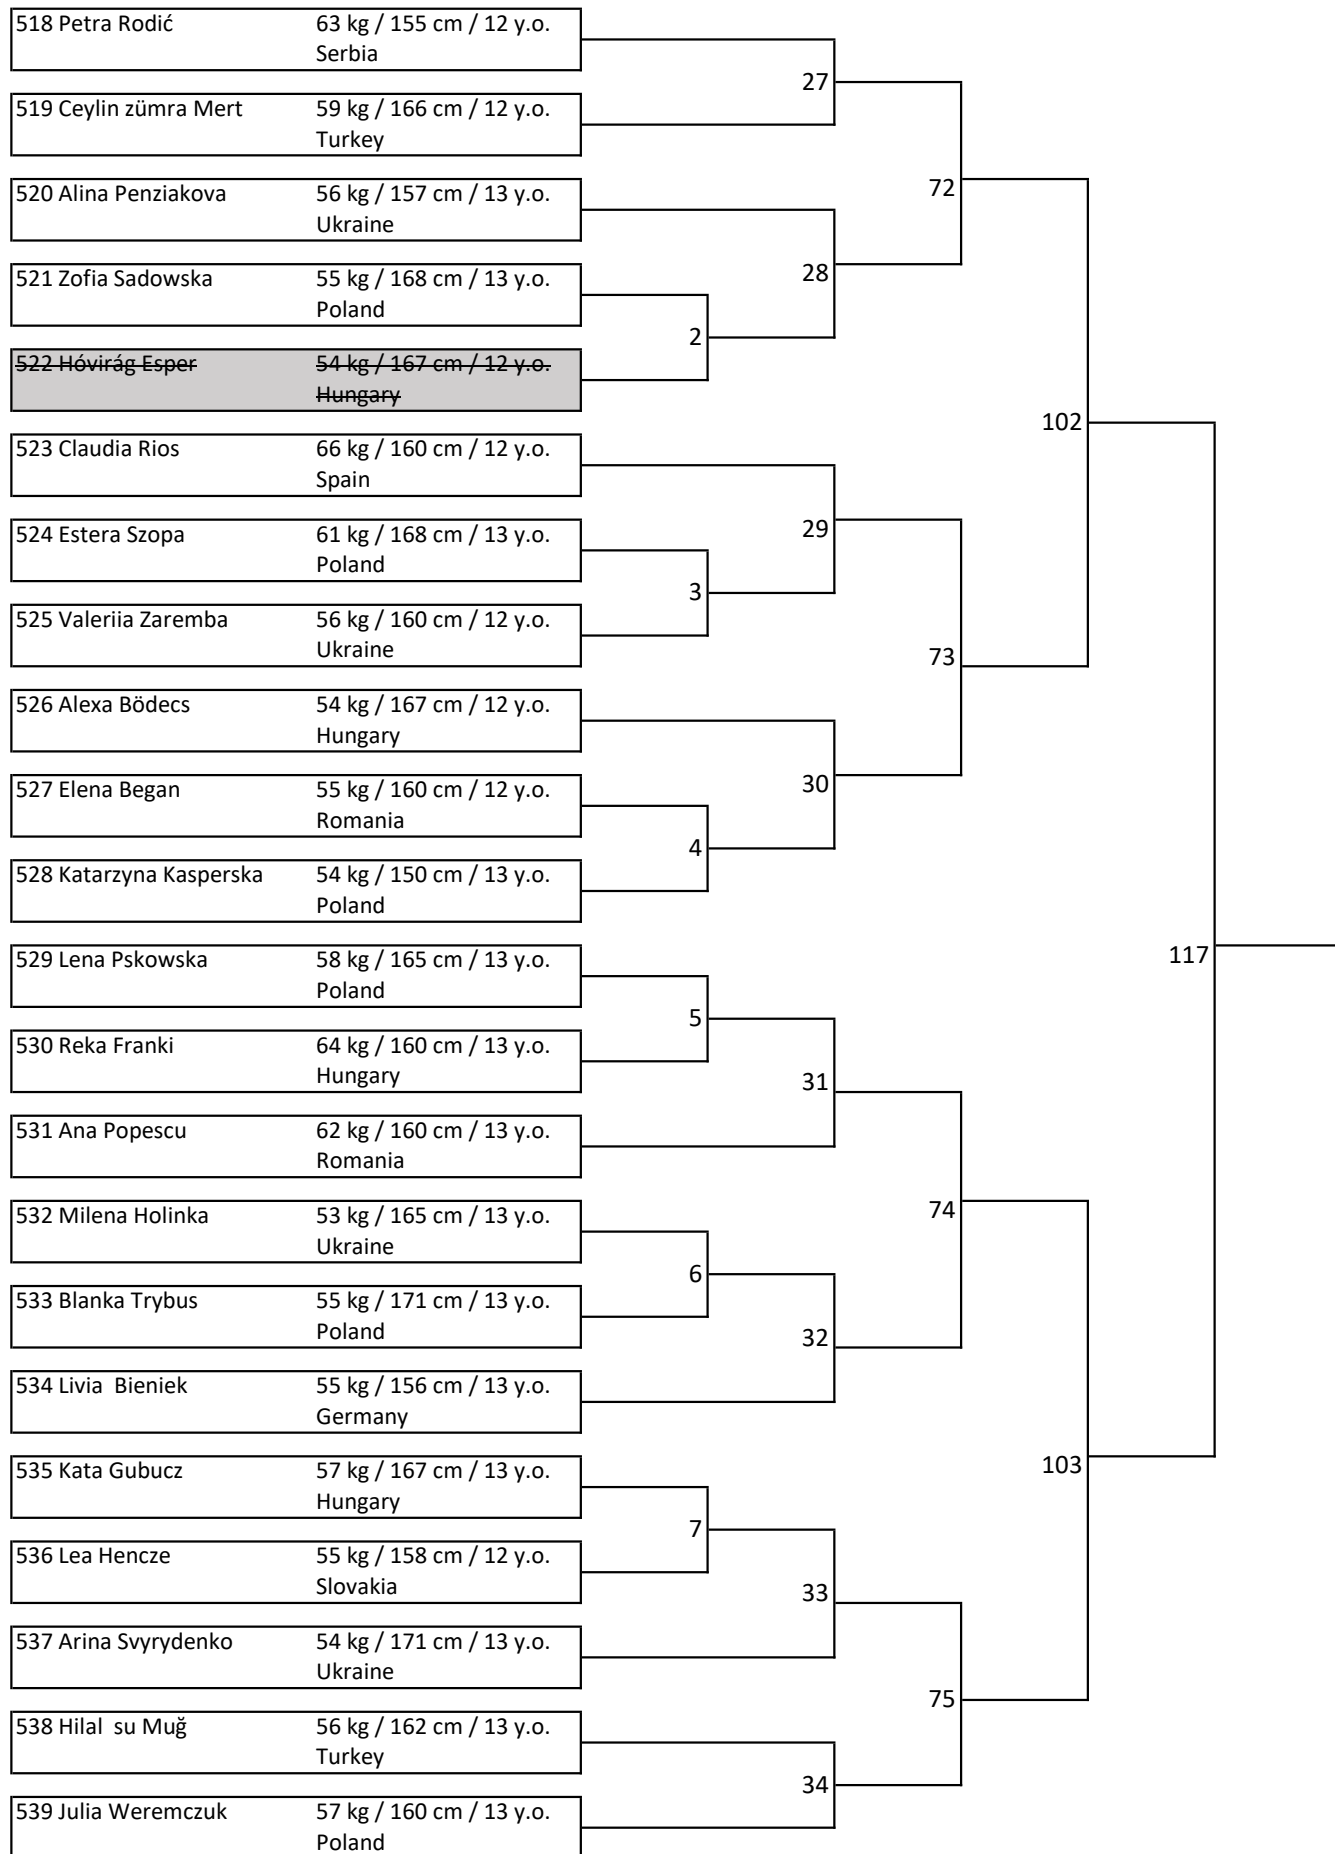 518 Petra Rodić 63 kg / 155 cm / 12 y.o.
Serbia
27
519 Ceylin zümra Mert 59 kg / 166 cm / 12 y.o.
Turkey
72
520 Alina Penziakova 56 kg / 157 cm / 13 y.o.
Ukraine
28
521 Zofia Sadowska 55 kg / 168 cm / 13 y.o.
Poland
2
522 Hóvirág Esper 54 kg / 167 cm / 12 y.o.
Hungary
102
523 Claudia Rios 66 kg / 160 cm / 12 y.o.
Spain
29
524 Estera Szopa 61 kg / 168 cm / 13 y.o.
Poland
3
525 Valeriia Zaremba 56 kg / 160 cm / 12 y.o.
Ukraine
73
526 Alexa Bödecs 54 kg / 167 cm / 12 y.o.
Hungary
30
527 Elena Began 55 kg / 160 cm / 12 y.o.
Romania
4
528 Katarzyna Kasperska 54 kg / 150 cm / 13 y.o.
Poland
117
529 Lena Pskowska 58 kg / 165 cm / 13 y.o.
Poland
5
530 Reka Franki 64 kg / 160 cm / 13 y.o.
Hungary
31
531 Ana Popescu 62 kg / 160 cm / 13 y.o.
Romania
74
532 Milena Holinka 53 kg / 165 cm / 13 y.o.
Ukraine
6
533 Blanka Trybus 55 kg / 171 cm / 13 y.o.
Poland
32
534 Livia  Bieniek 55 kg / 156 cm / 13 y.o.
Germany
103
535 Kata Gubucz 57 kg / 167 cm / 13 y.o.
Hungary
7
536 Lea Hencze 55 kg / 158 cm / 12 y.o.
Slovakia
33
537 Arina Svyrydenko 54 kg / 171 cm / 13 y.o.
Ukraine
75
538 Hilal  su Muğ 56 kg / 162 cm / 13 y.o.
Turkey
34
539 Julia Weremczuk 57 kg / 160 cm / 13 y.o.
Poland